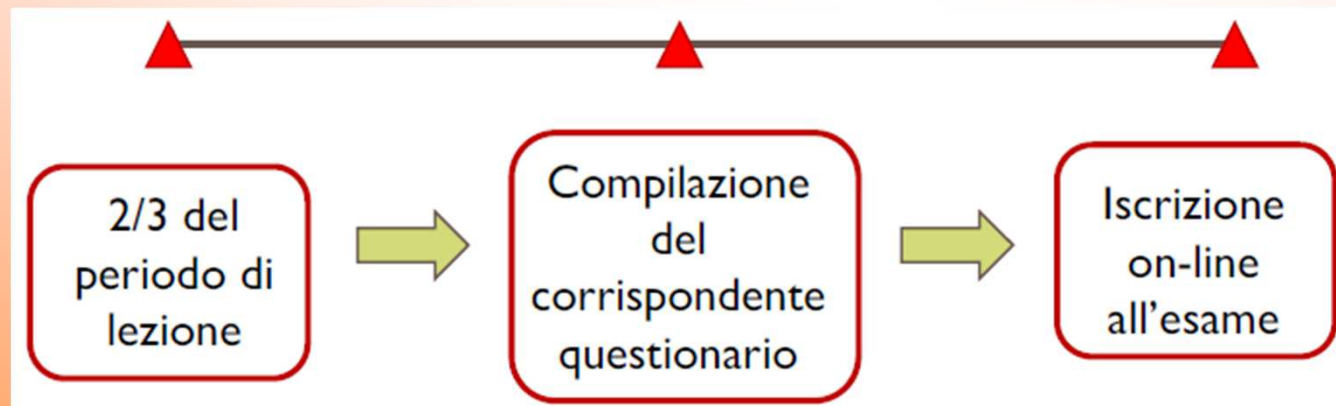 2/3 del
periodo di
lezione
Compilazione
del
corrispondente
questionario
Iscrizione
on-line
all’esame